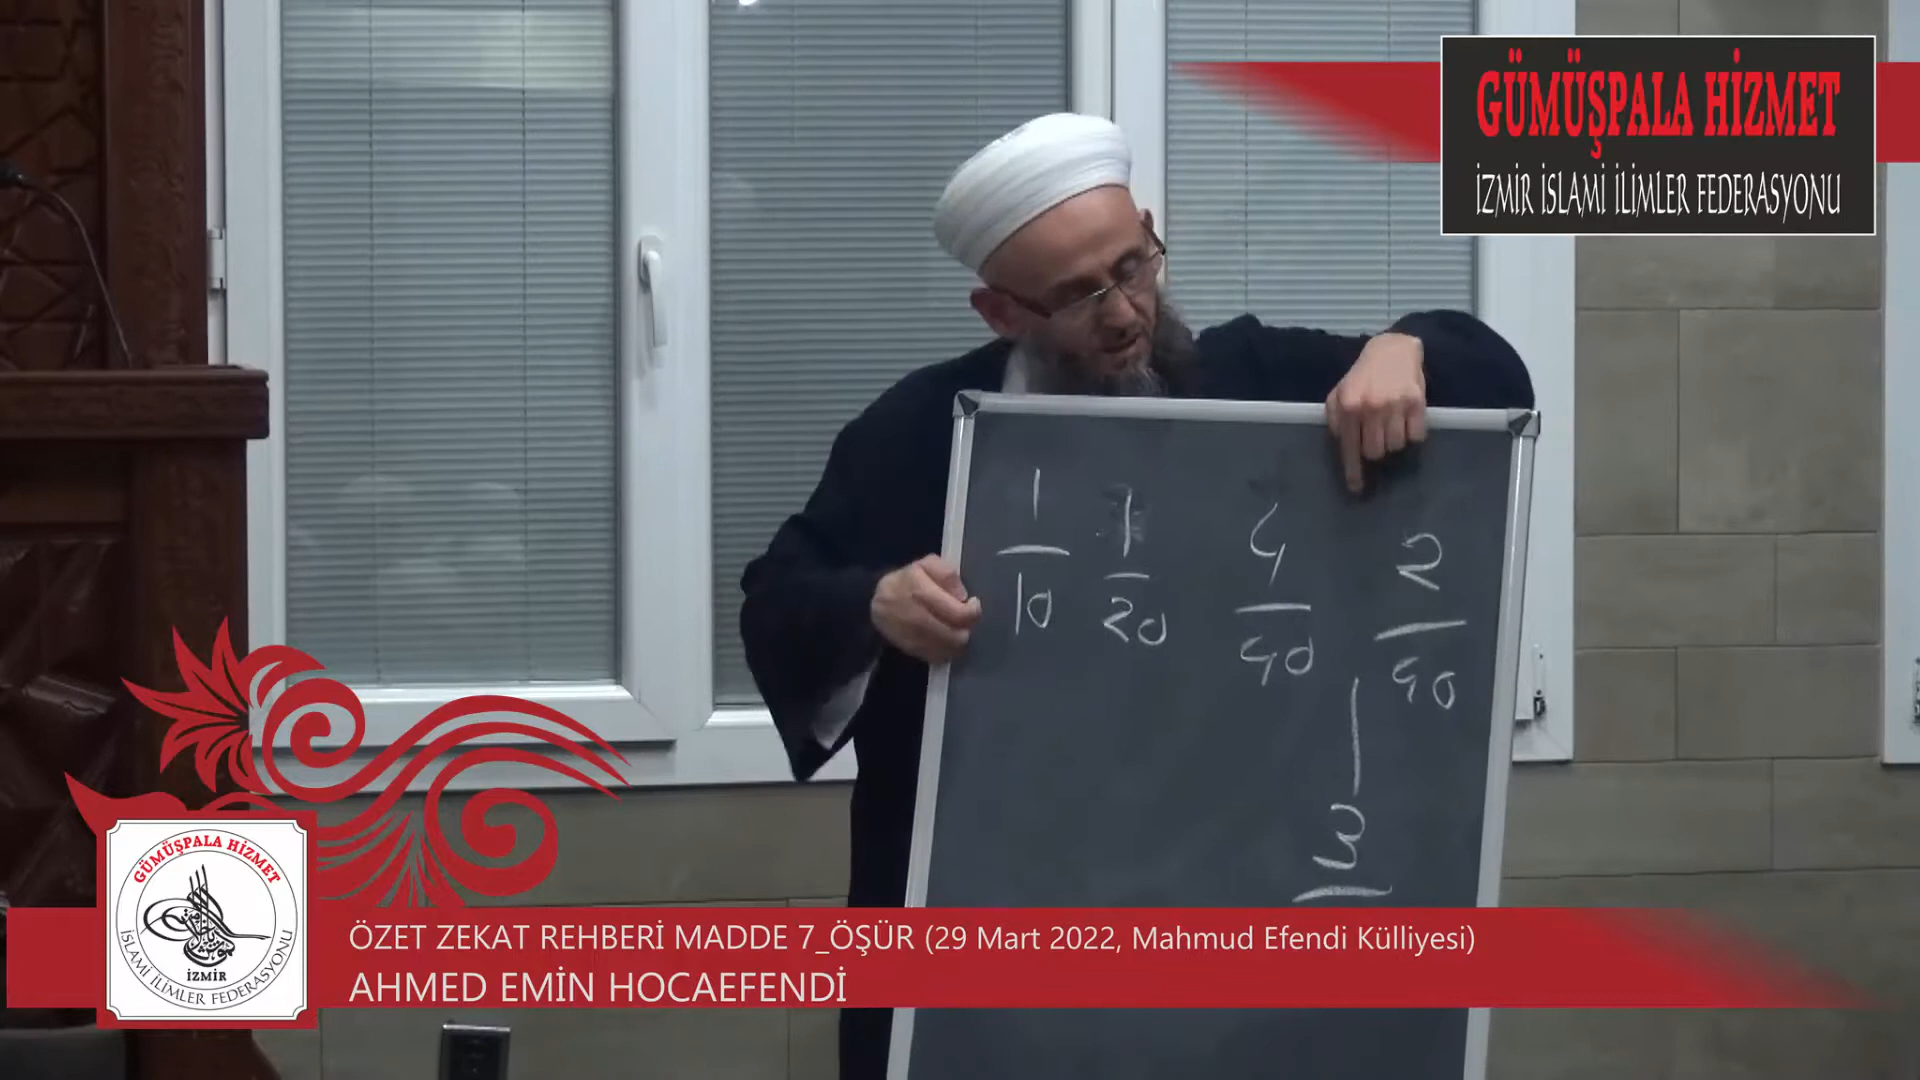 GÜMÜŞPALA HİZMET
İZMİR İSLAMİ İLİMLER FEDERASYONU
1 1 4 2
10 20 40 40
3
GÜMÜŞPALA HİZMET
İZMİR
İSLAMİ İLİMLER FEDERASYONU
ÖZET ZEKAT REHBERİ MADDE 7_ÖŞÜR (29 Mart 2022, Mahmud Efendi Külliyesi)
AHMED EMİN HOCAEFENDİ